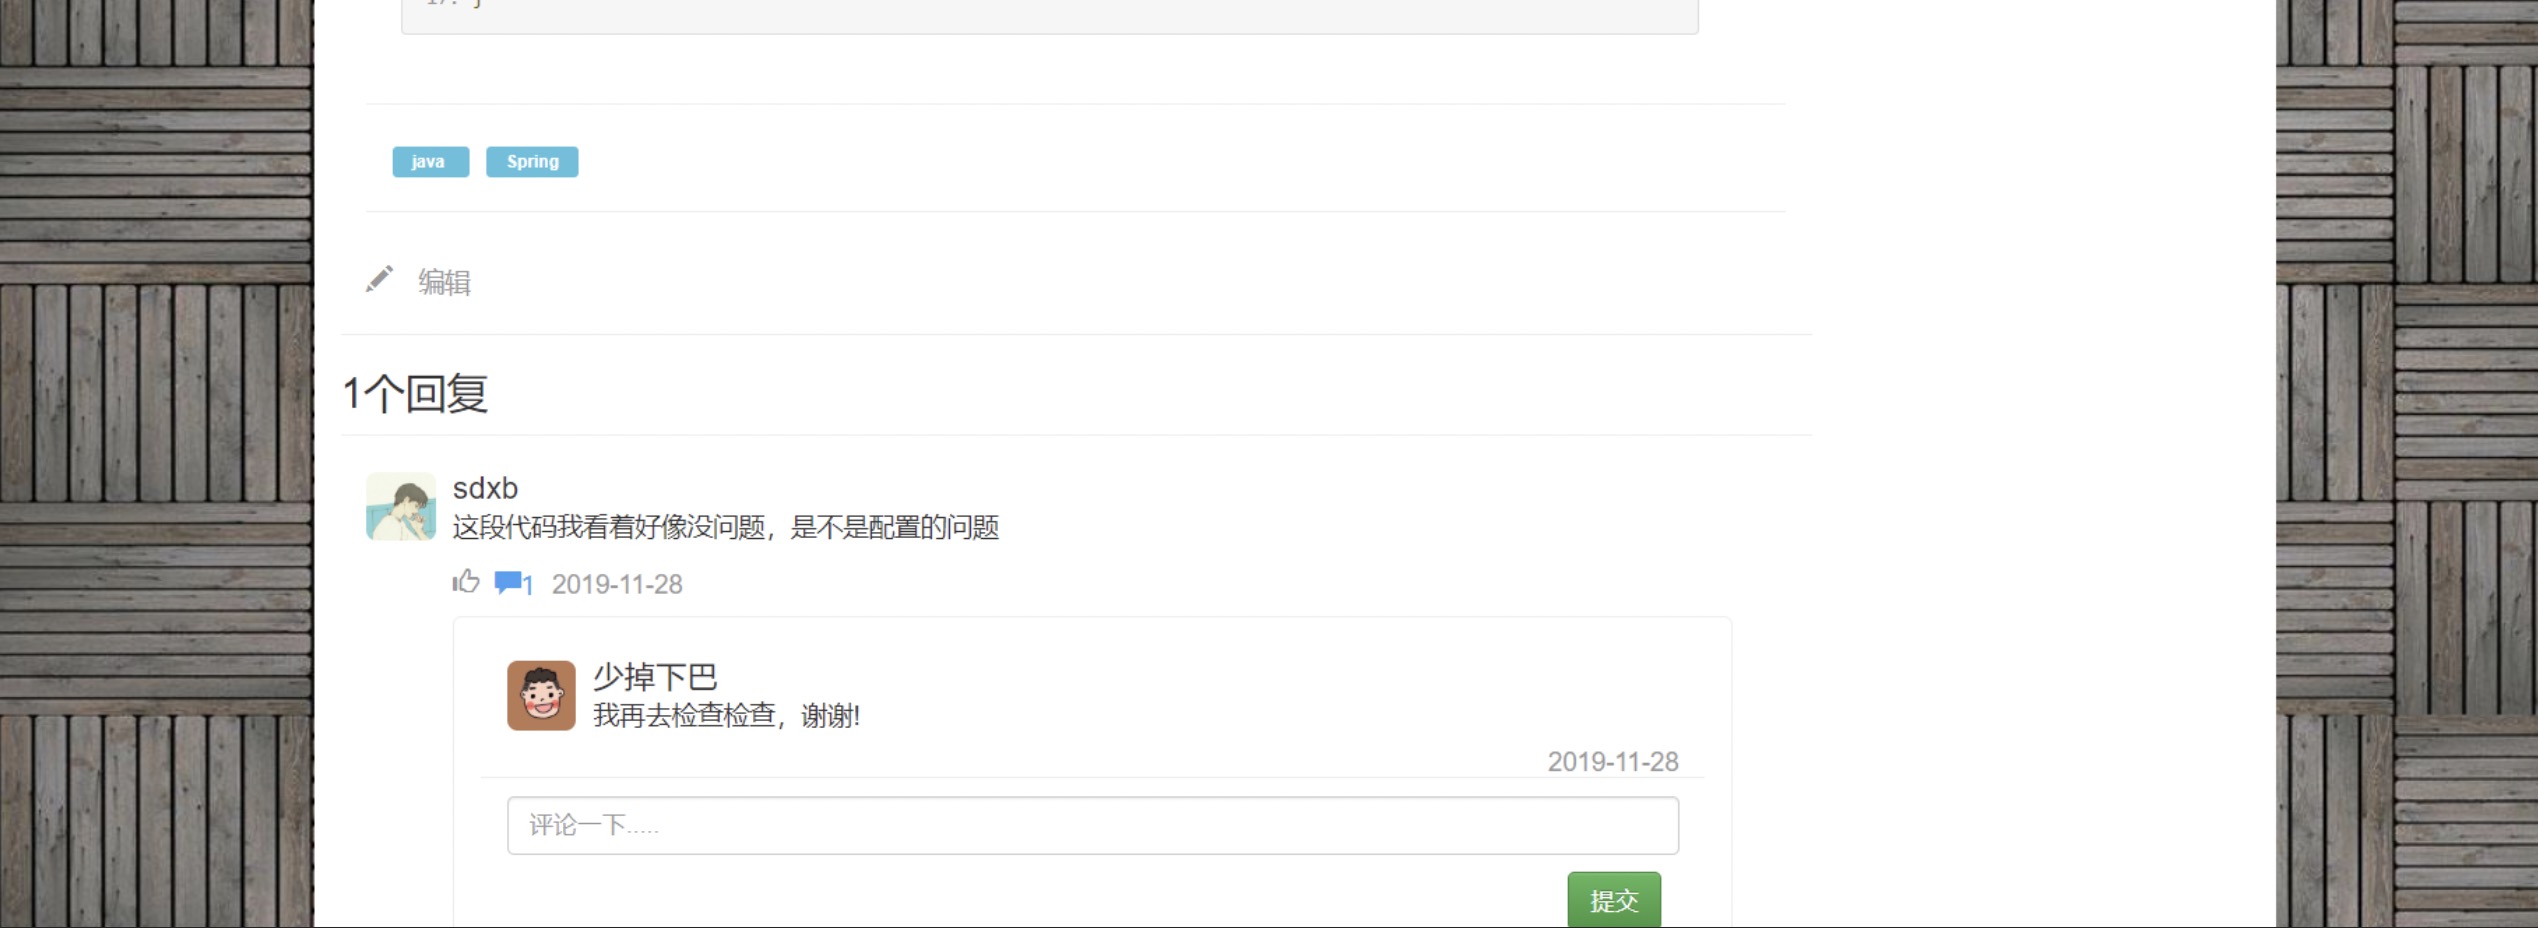 java Spring
编辑
1个回复
sdxb
这段代码我看着好像没问题，是不是配置的问题
1 2019-11-28
少掉下巴
我再去检查检查，谢谢!
2019-11-28
评论一下.....
提交